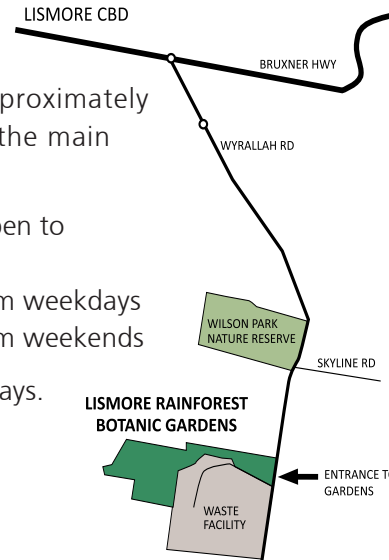 LISMORE CBD
BRUXNER HWY
proximately
the main
WYRALLAH RD
pen to
m weekdays
m weekends
ays.
WILSON PARK
NATURE RESERVE
SKYLINE RD
LISMORE RAINFOREST
BOTANIC GARDENS
ENTRANCE TO
GARDENS
WASTE
FACILITY